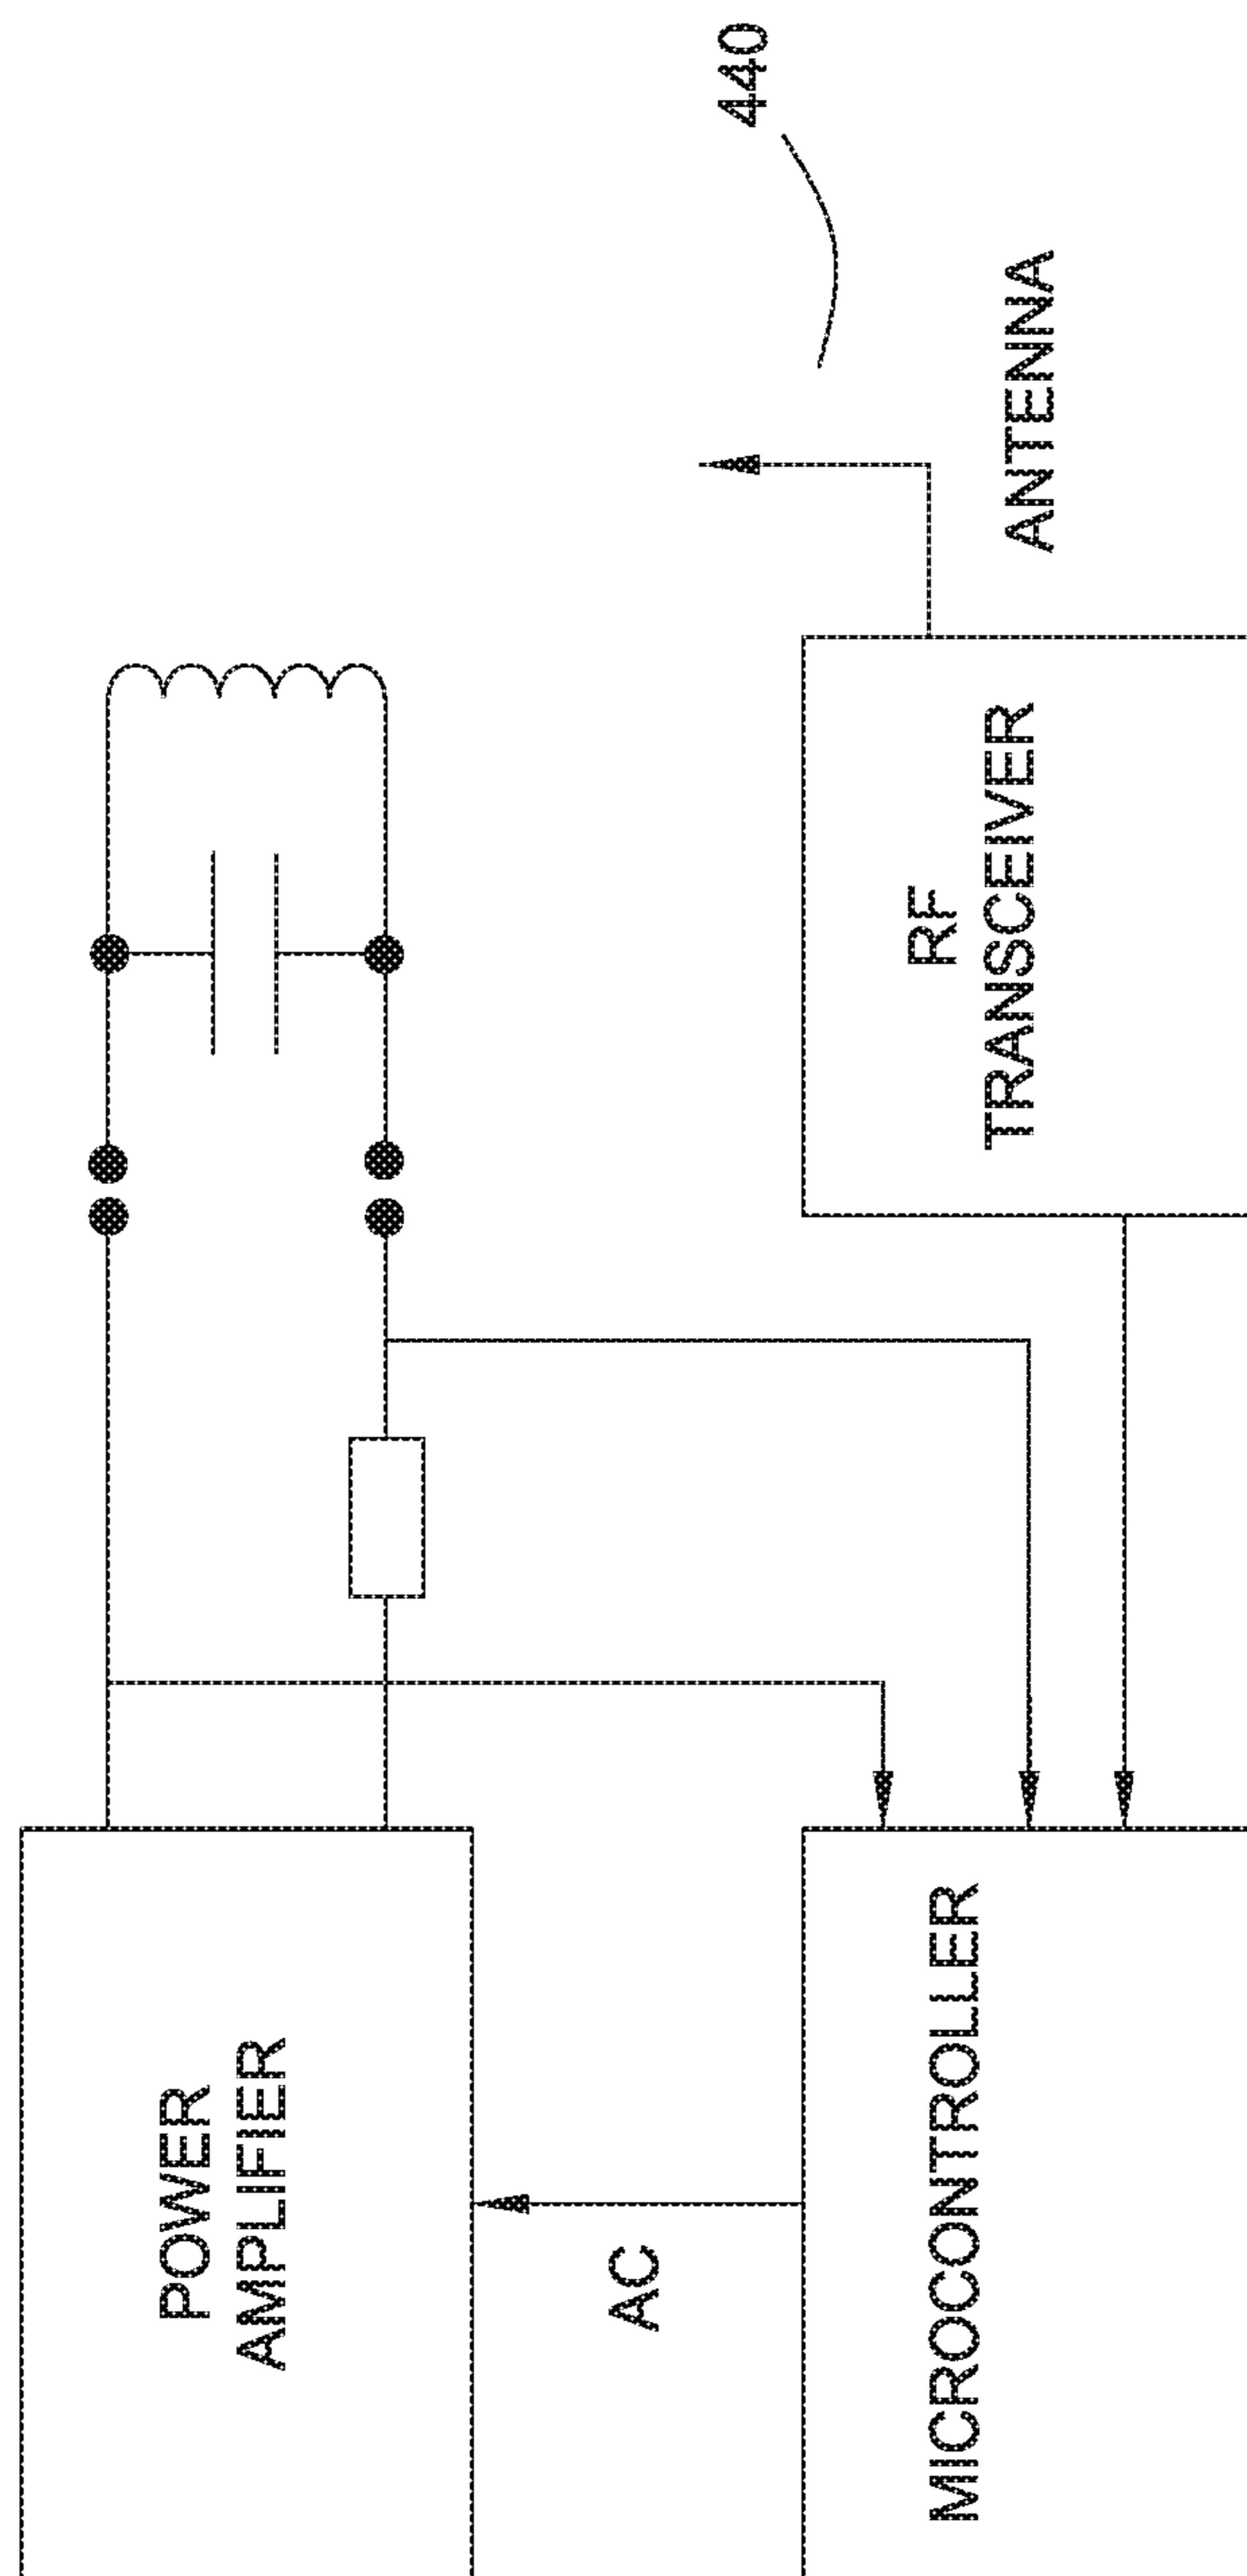 POWER
AMPLIFIER
AC
MICROCONTROLLER
RF
TRANSCEIVER
ANTENNA
440